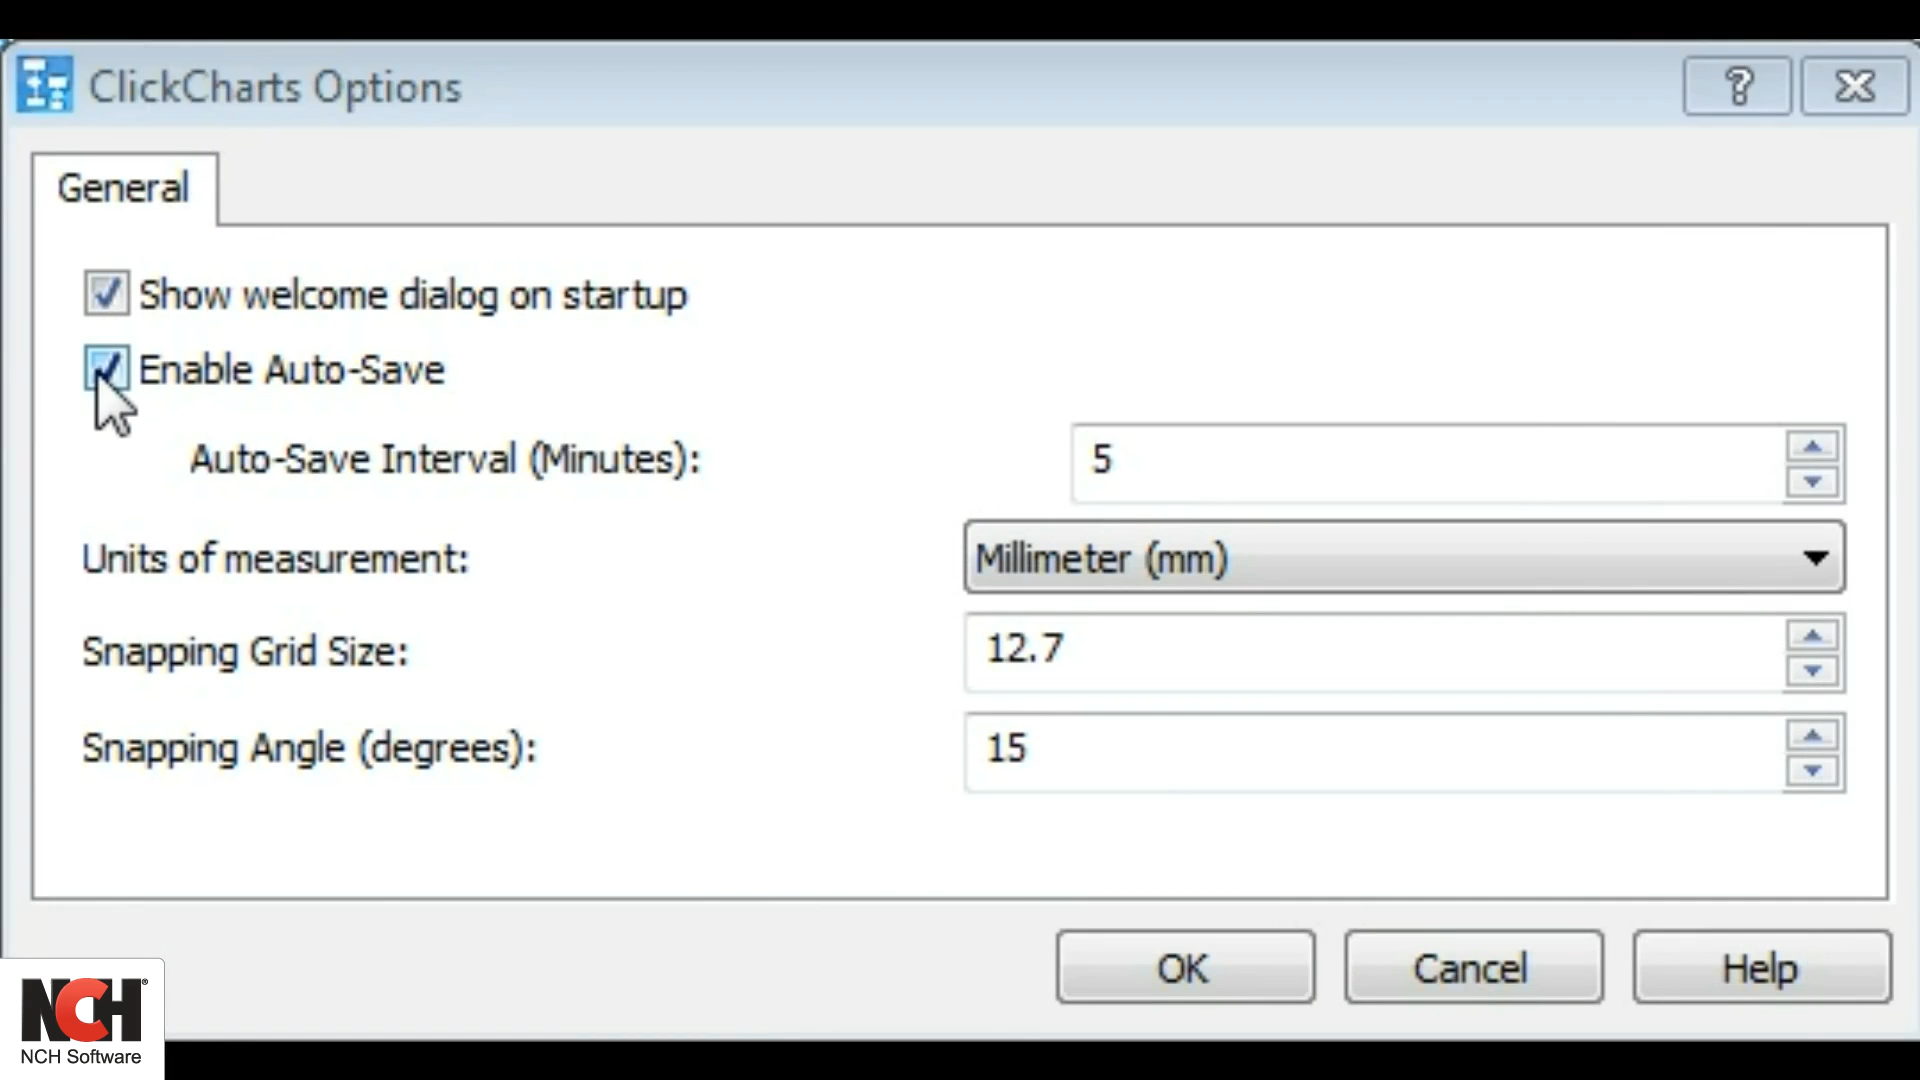 ClickCharts Options
General
Show welcome dialog on startup
Enable Auto-Save
Auto-Save Interval (Minutes): 5
Units of measurement: Millimeter (mm)
Snapping Grid Size: 12.7
Snapping Angle (degrees): 15
OK Cancel Help
NCH®
NCH Software